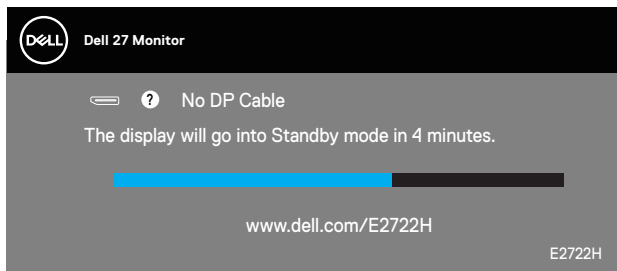 DELL
Dell 27 Monitor
? No DP Cable
The display will go into Standby mode in 4 minutes.
www.dell.com/E2722H
E2722H